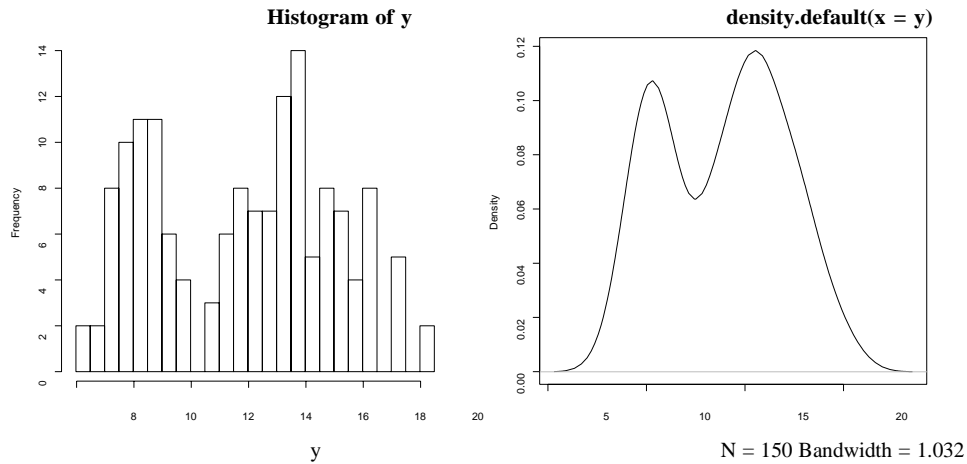 Histogram of y
density.default(x = y)
Frequency
0 2 4 6 8 10 12 14
8 10 12 14 16 18 20
y
Density
0.00 0.02 0.04 0.06 0.08 0.10 0.12
5 10 15 20
N = 150 Bandwidth = 1.032